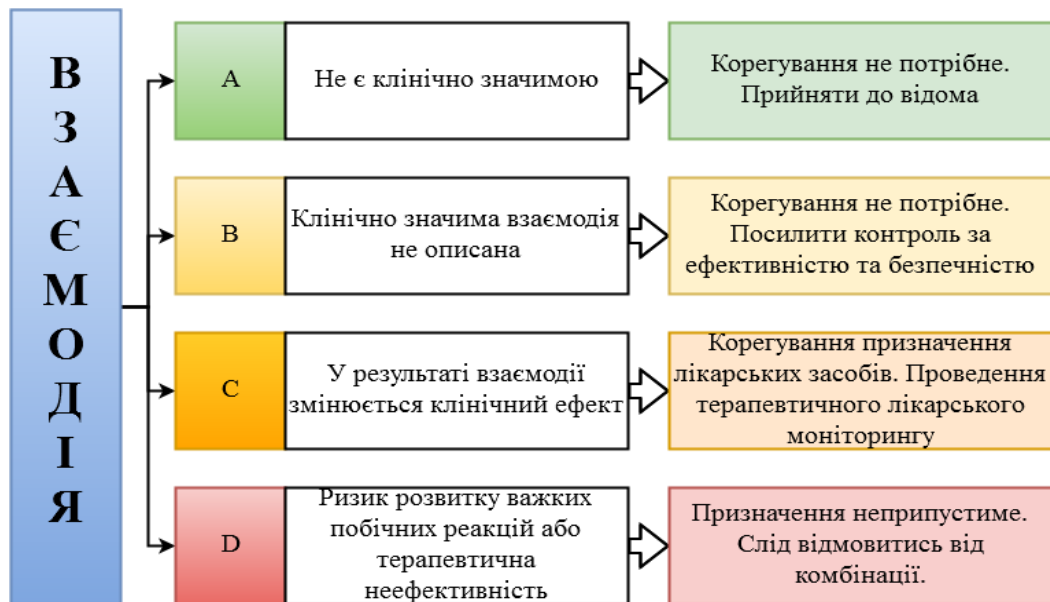 ВЗАЄМОДІЯ
A
Не є клінічно значимою
Корегування не потрібне.
Прийняти до відома
B
Клінічно значима взаємодія
не описана
Корегування не потрібне.
Посилити контроль за
ефективністю та безпечністю
C
У результаті взаємодії
змінюється клінічний ефект
Корегування призначення
лікарських засобів. Проведення
терапевтичного лікарського
моніторингу
D
Ризик розвитку важких
побічних реакцій або
терапевтична
неефективність
Призначення неприпустиме.
Слід відмовитись від
комбінації.